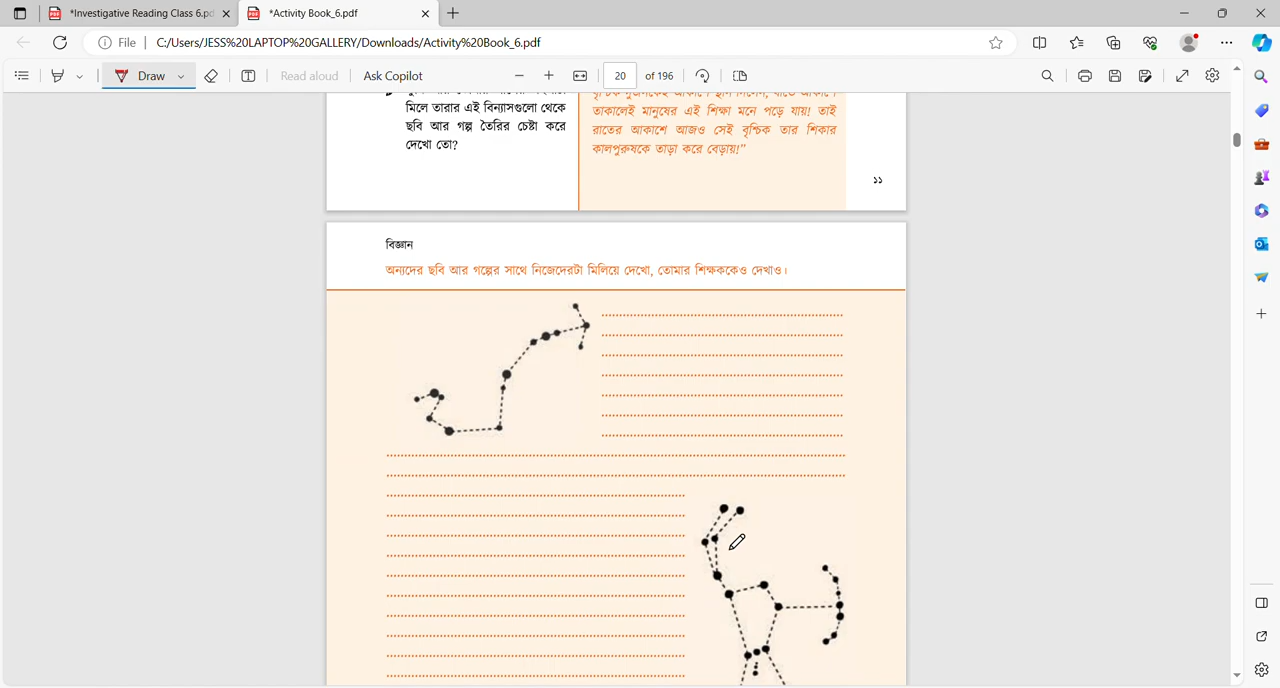 *Investigative Reading Class 6.pd
*Activity Book_6.pdf
File
C:/Users/JESS%20LAPTOP%20GALLERY/Downloads/Activity%20Book_6.pdf
Draw
Read aloud
Ask Copilot
20
of 196
মিলে তারার এই বিন্যাসগুলো থেকে
ছবি আর গল্প তৈরির চেষ্টা করে
দেখো তো?
তাকালেই মানুষের এই শিক্ষা মনে পড়ে যায়! তাই
রাতের আকাশে আজও সেই বৃশ্চিক তার শিকার
কালপুরুষকে তাড়া করে বেড়ায়!”
১১
বিজ্ঞান
অন্যদের ছবি আর গল্পের সাথে নিজেদেরটা মিলিয়ে দেখো, তোমার শিক্ষককেও দেখাও।